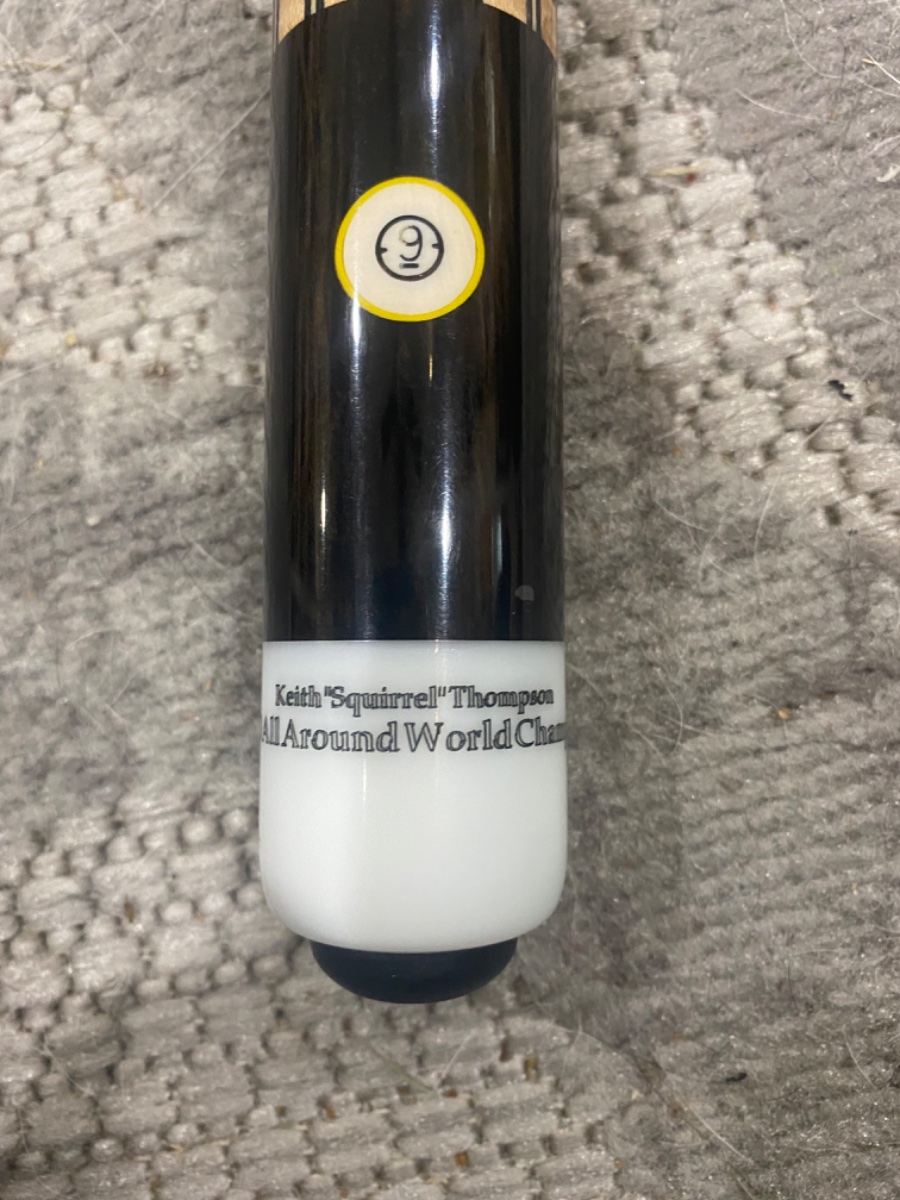 9
Keith "Squirrel" Thompson
All Around World Cham